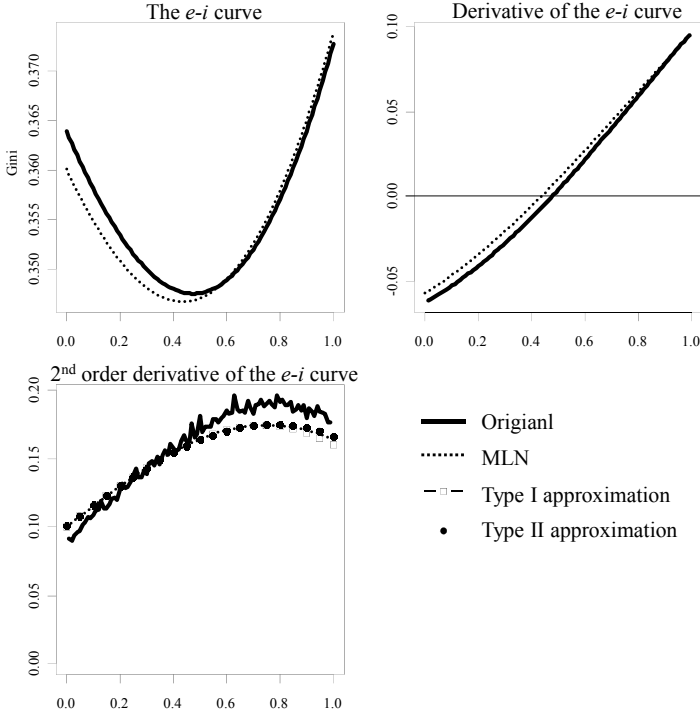 The e-i curve
Gini
0.370
0.365
0.360
0.355
0.350
0.0 0.2 0.4 0.6 0.8 1.0
Derivative of the e-i curve
0.10
0.05
0.00
-0.05
0.0 0.2 0.4 0.6 0.8 1.0
2nd order derivative of the e-i curve
0.20
0.15
0.10
0.05
0.00
0.0 0.2 0.4 0.6 0.8 1.0
Origianl
MLN
Type I approximation
Type II approximation